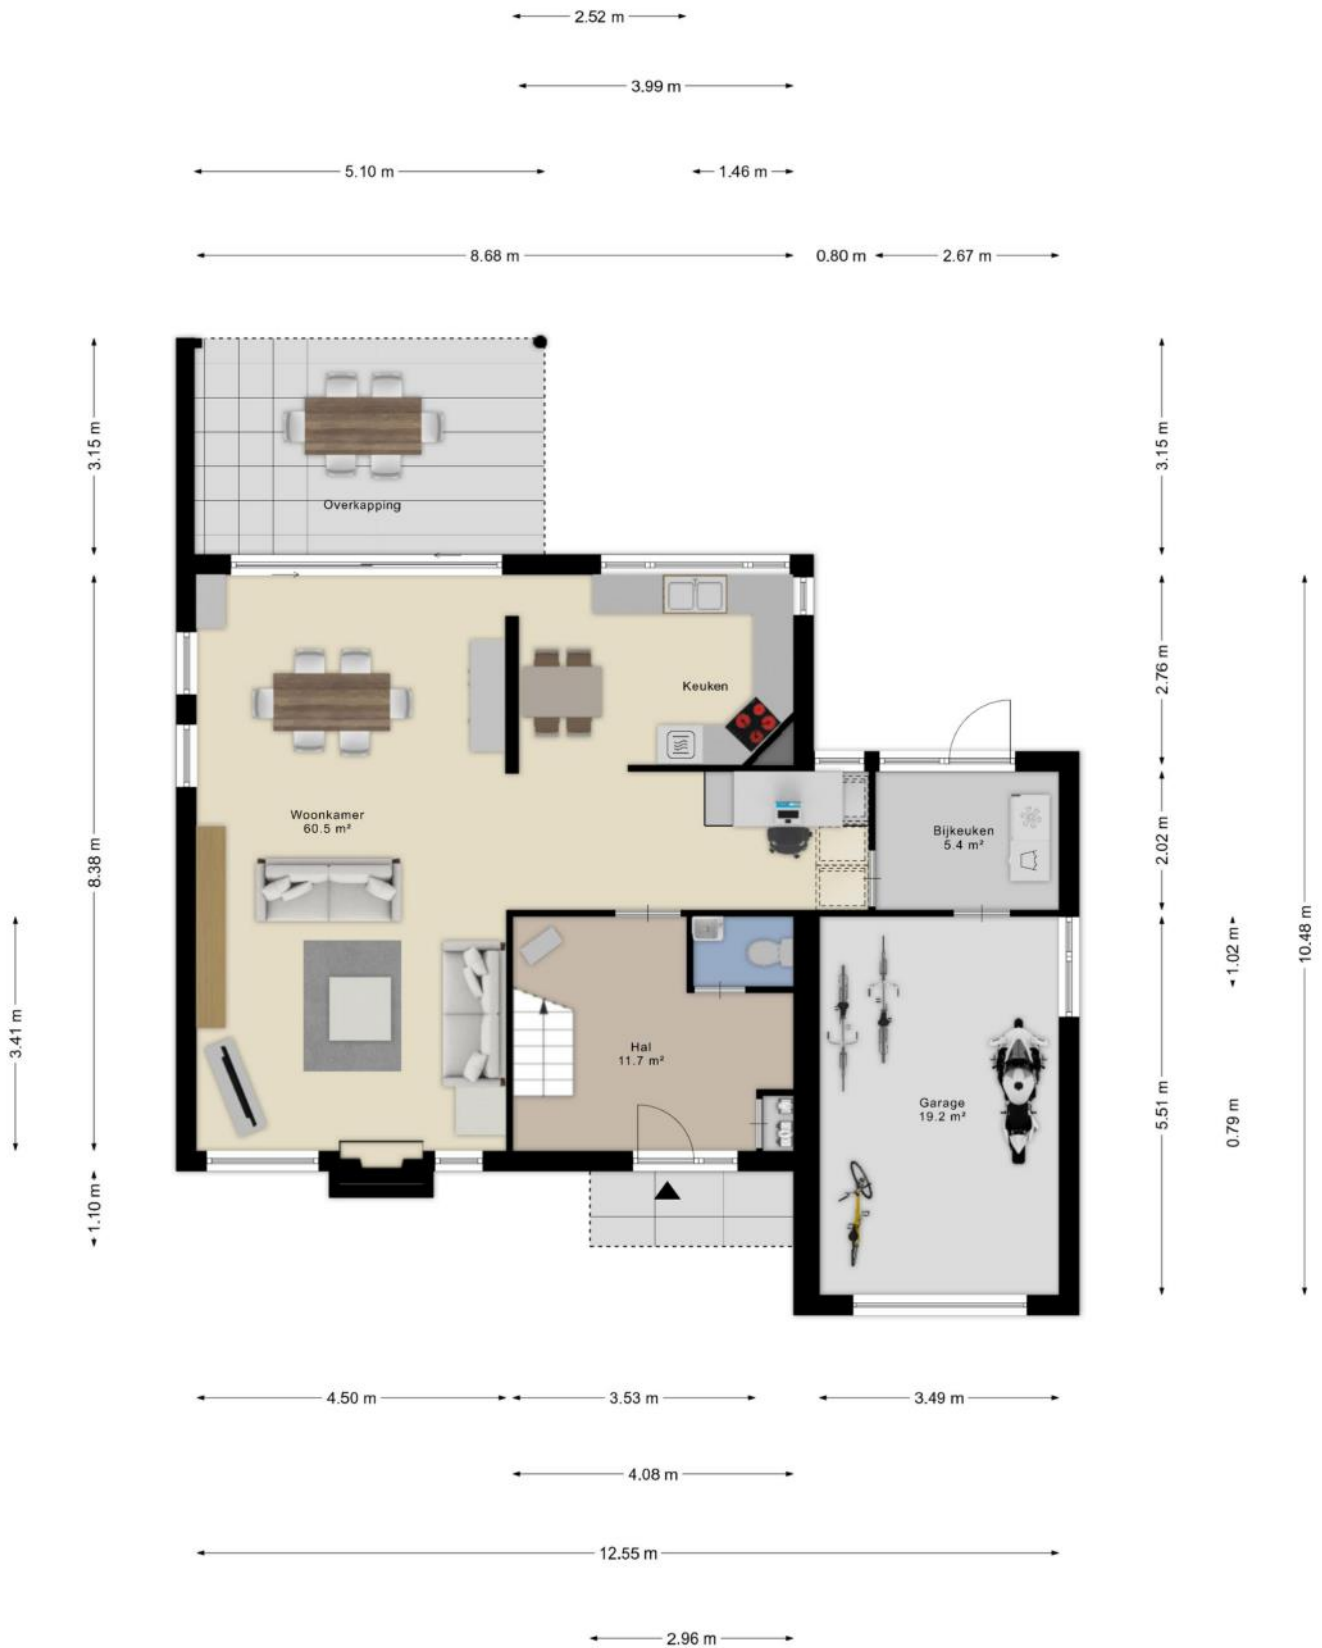 2.52 m
3.99 m
5.10 m
1.46 m
8.68 m
0.80 m
2.67 m
3.15 m
3.15 m
Overkapping
2.76 m
Keuken
Woonkamer
60.5 m²
Bijkeuken
5.4 m²
2.02 m
8.38 m
10.48 m
1.02 m
3.41 m
Hal
11.7 m²
Garage
19.2 m²
5.51 m
0.79 m
1.10 m
4.50 m
3.53 m
3.49 m
4.08 m
12.55 m
2.96 m